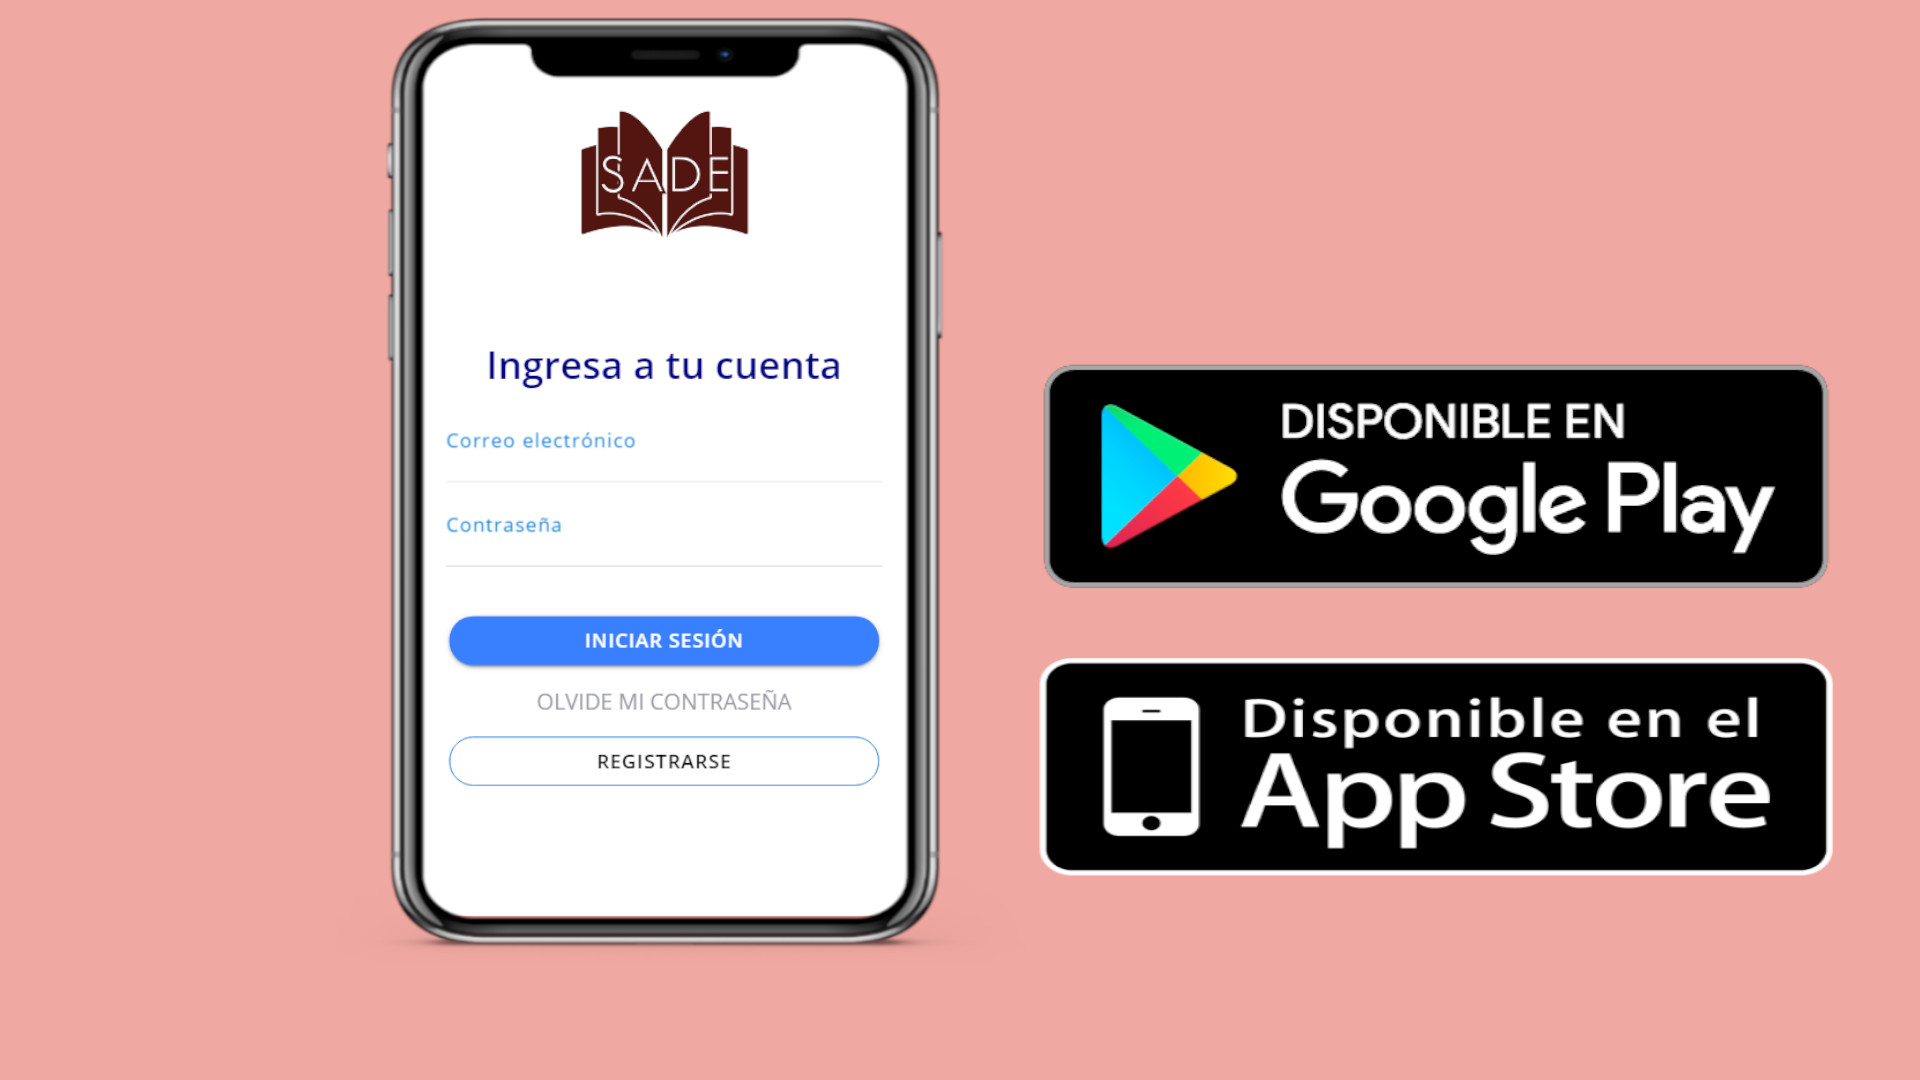 SADE
Ingresa a tu cuenta
Correo electrónico
Contraseña
INICIAR SESIÓN
OLVIDE MI CONTRASEÑA
REGISTRARSE
DISPONIBLE EN
Google Play
Disponible en el
App Store